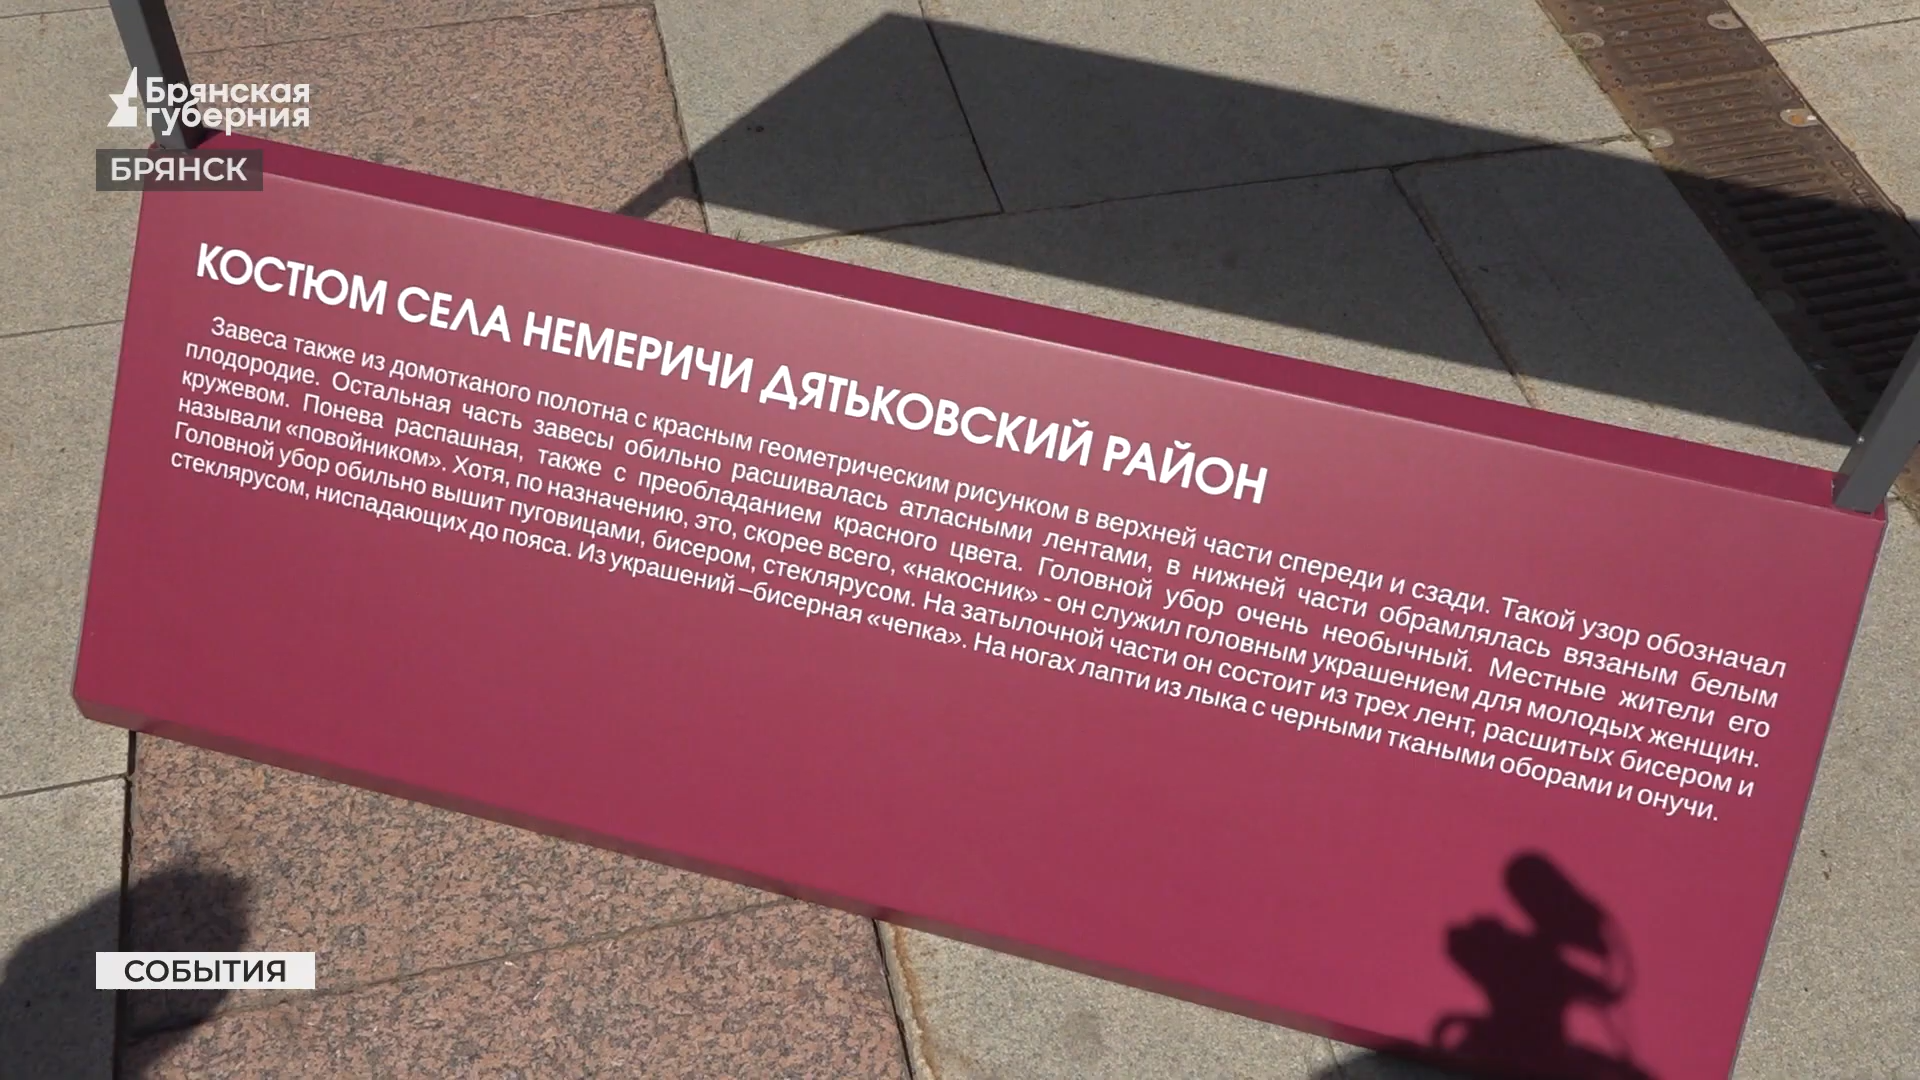 Брянская
губерния
БРЯНСК
КОСТЮМ СЕЛА НЕМЕРИЧИ ДЯТЬКОВСКИЙ РАЙОН
Завеса также из домотканого полотна с красным геометрическим рисунком в верхней части спереди и сзади. Такой узор обозначал
плодородие. Остальная часть завесы обильно расшивалась атласными лентами, в нижней части обрамлялась вязаным белым
кружевом. Понева распашная, также с преобладанием красного цвета. Головной убор очень необычный. Местные жители его
называли «повойником». Хотя, по назначению, это, скорее всего, «накосник» - он служил головным украшением для молодых женщин.
Головной убор обильно вышит пуговицами, бисером, стеклярусом. На затылочной части он состоит из трех лент, расшитых бисером и
стеклярусом, ниспадающих до пояса. Из украшений –бисерная «чепка». На ногах лапти из лыка с черными ткаными оборами и онучи.
СОБЫТИЯ